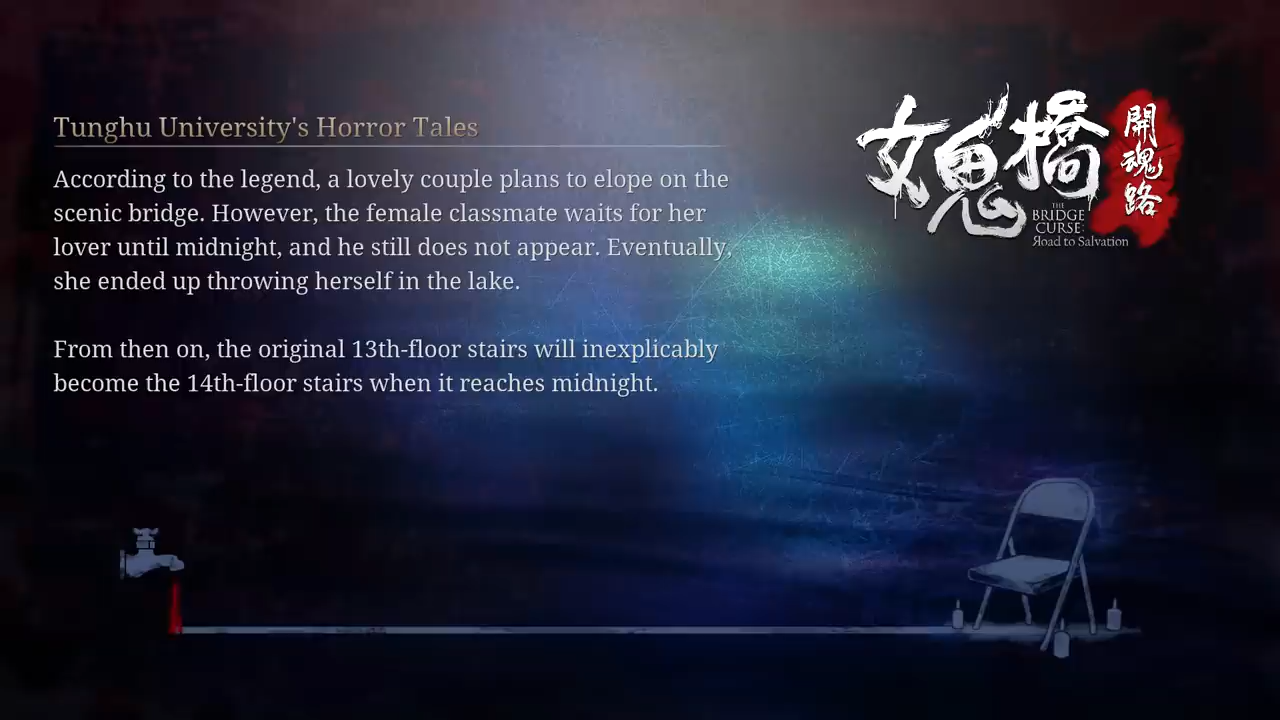 Tunghu University's Horror Tales
According to the legend, a lovely couple plans to elope on the
scenic bridge. However, the female classmate waits for her
lover until midnight, and he still does not appear. Eventually,
she ended up throwing herself in the lake.
From then on, the original 13th-floor stairs will inexplicably
become the 14th-floor stairs when it reaches midnight.
女鬼橋
開魂路
THE
BRIDGE
CURSE:
Road to Salvation